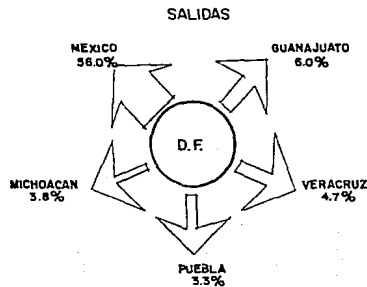 SALIDAS
MEXICO
56.0%
GUANAJUATO
6.0%
D.F.
MICHOACAN
3.8%
VERACRUZ
4.7%
PUEBLA
3.3%